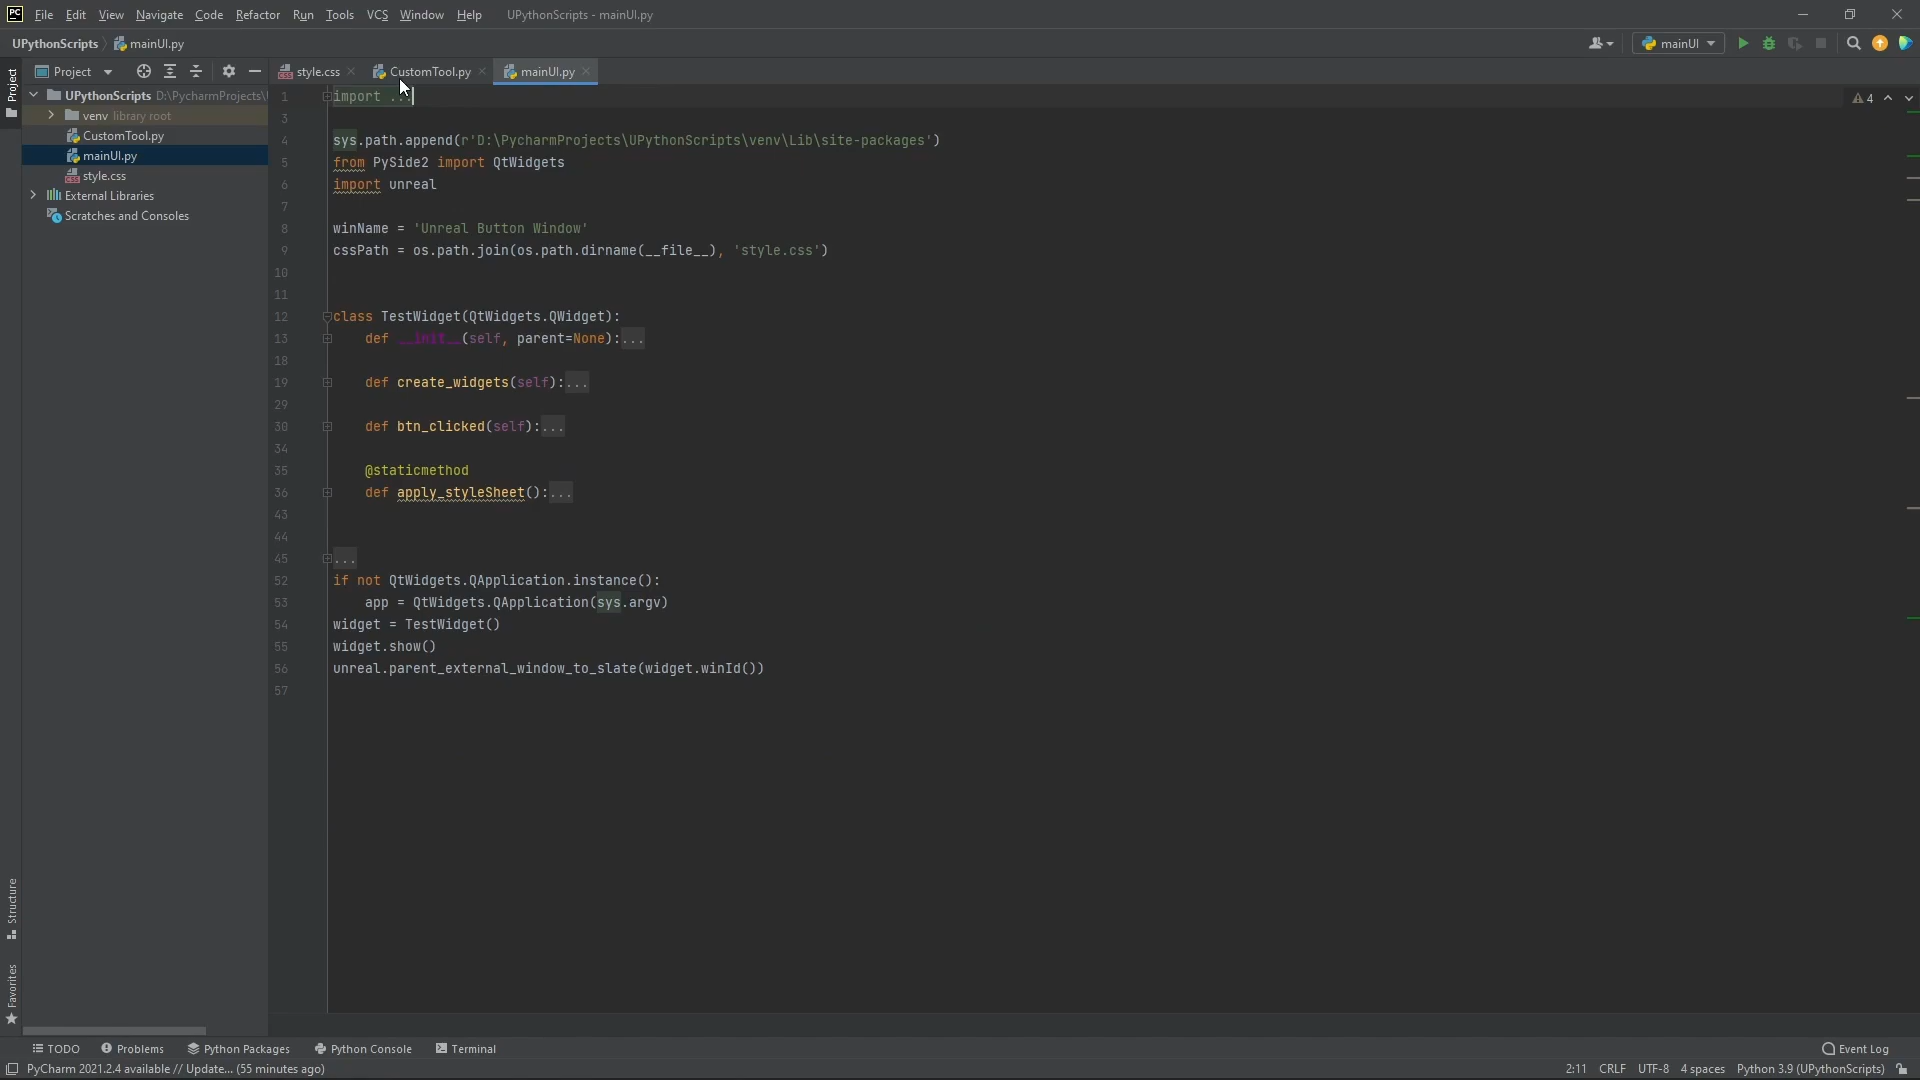 PC File Edit View Navigate Code Refactor Run Tools VCS Window Help UPythonScripts - mainUI.py
UPythonScripts mainUI.py mainUI
Project style.css CustomTool.py mainUI.py
Project
UPythonScripts D:\PycharmProjects\
venv library root
CustomTool.py
mainUI.py
style.css
External Libraries
Scratches and Consoles
Structure
Favorites
1 import ...
4
3
4 sys.path.append(r'D:\PycharmProjects\UPythonScripts\venv\Lib\site-packages')
5 from PySide2 import QtWidgets
6 import unreal
7
8 winName = 'Unreal Button Window'
9 cssPath = os.path.join(os.path.dirname(__file__), 'style.css')
10
11
12 class TestWidget(QtWidgets.QWidget):
13 def __init__(self, parent=None):...
18
19 def create_widgets(self):...
29
30 def btn_clicked(self):...
34
35 @staticmethod
36 def apply_styleSheet():...
43
44
45 ...
52 if not QtWidgets.QApplication.instance():
53 app = QtWidgets.QApplication(sys.argv)
54 widget = TestWidget()
55 widget.show()
56 unreal.parent_external_window_to_slate(widget.winId())
57
TODO Problems Python Packages Python Console Terminal Event Log
PyCharm 2021.2.4 available // Update... (55 minutes ago) 2:11 CRLF UTF-8 4 spaces Python 3.9 (UPythonScripts)